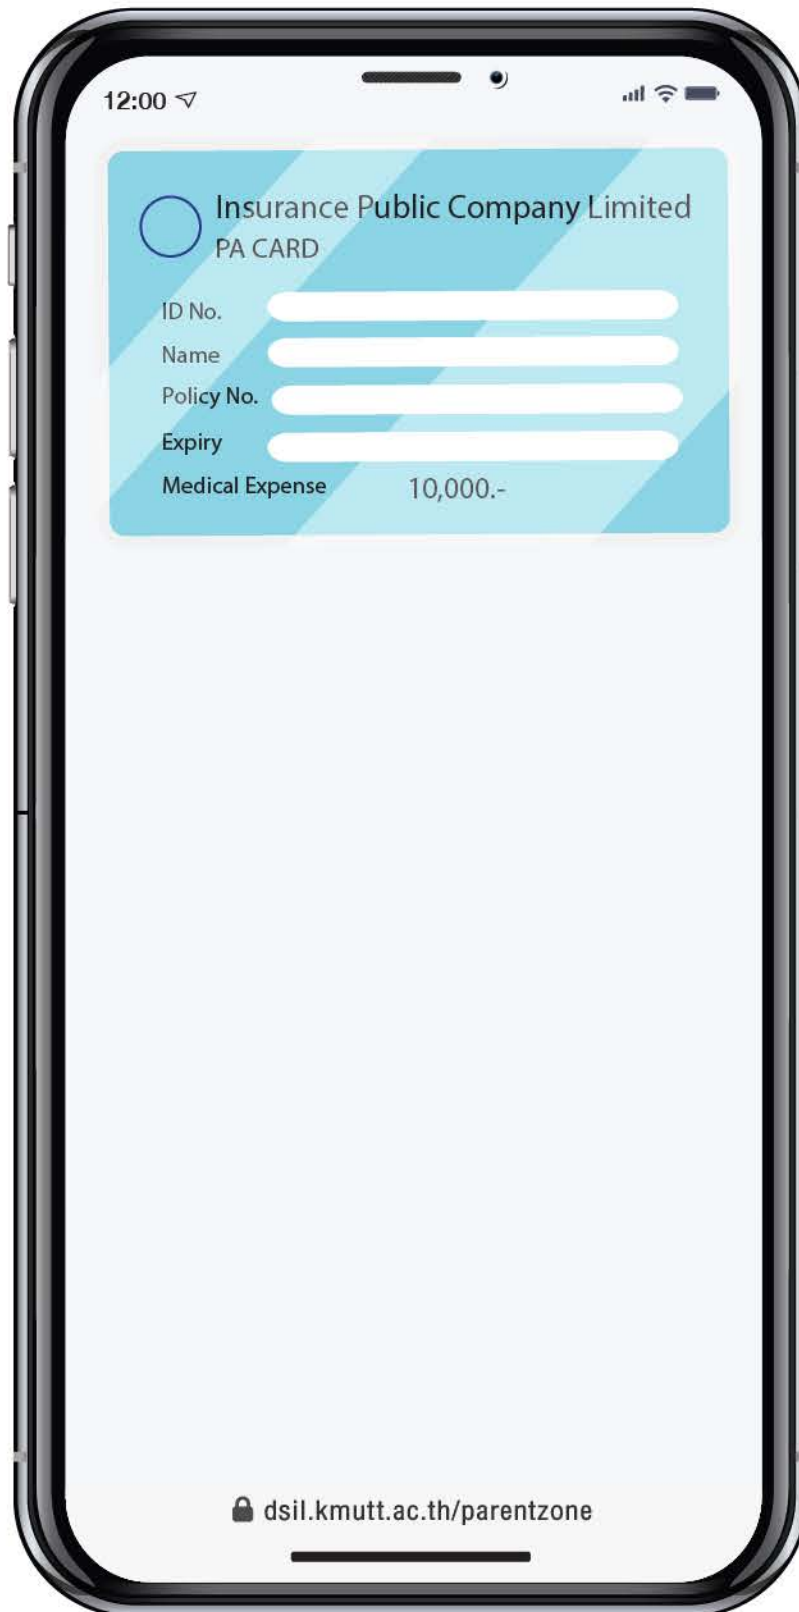 12:00
Insurance Public Company Limited
PA CARD
ID No.
Name
Policy No.
Expiry
Medical Expense 10,000.-
dsil.kmutt.ac.th/parentzone